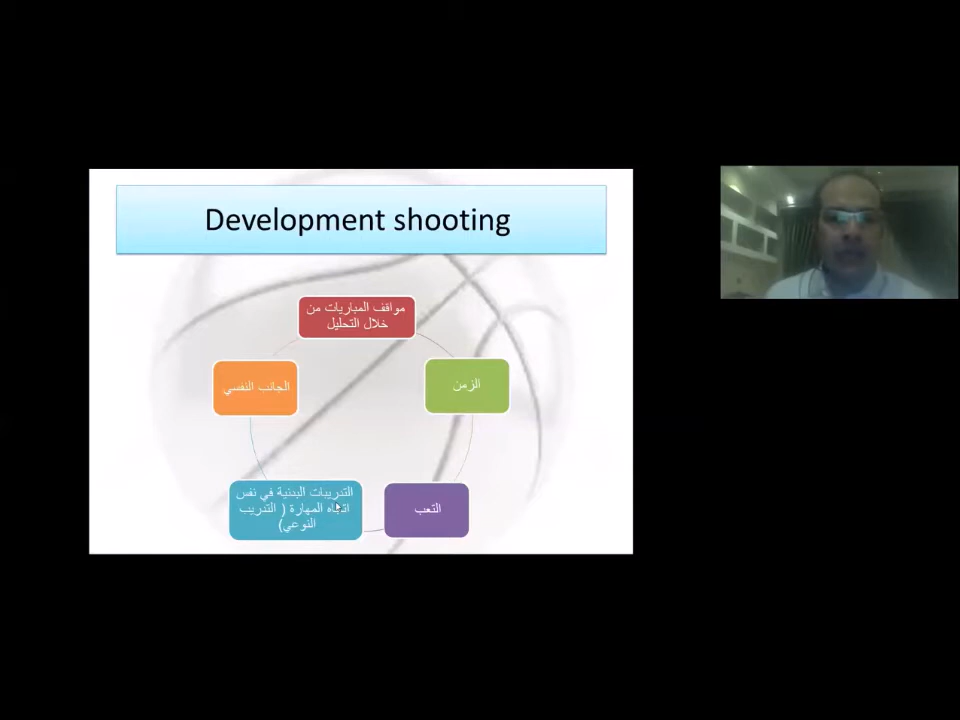 Development shooting
مواقف المباريات من
خلال التحليل
الزمن
التعب
التدريبات البدنية في نفس
اتجاه المهارة ( التدريب
النوعي)
الجانب النفسي